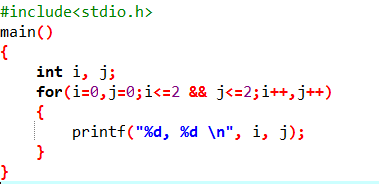 #include<stdio.h>
main()
{
    int i, j;
    for(i=0,j=0;i<=2 && j<=2;i++,j++)
    {
        printf("%d, %d \n", i, j);
    }
}